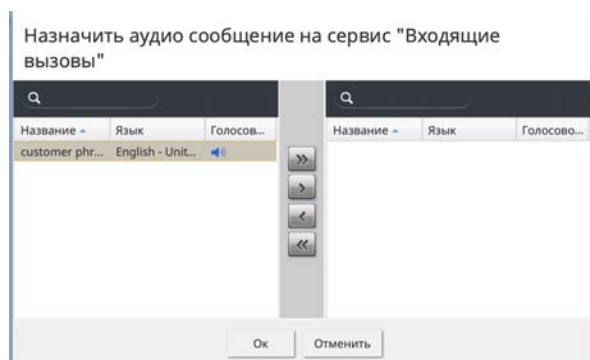 Назначить аудио сообщение на сервис "Входящие
вызовы"
Название Язык Голосов...
customer phr... English - Unit...
Название Язык Голосово...
Ок Отменить